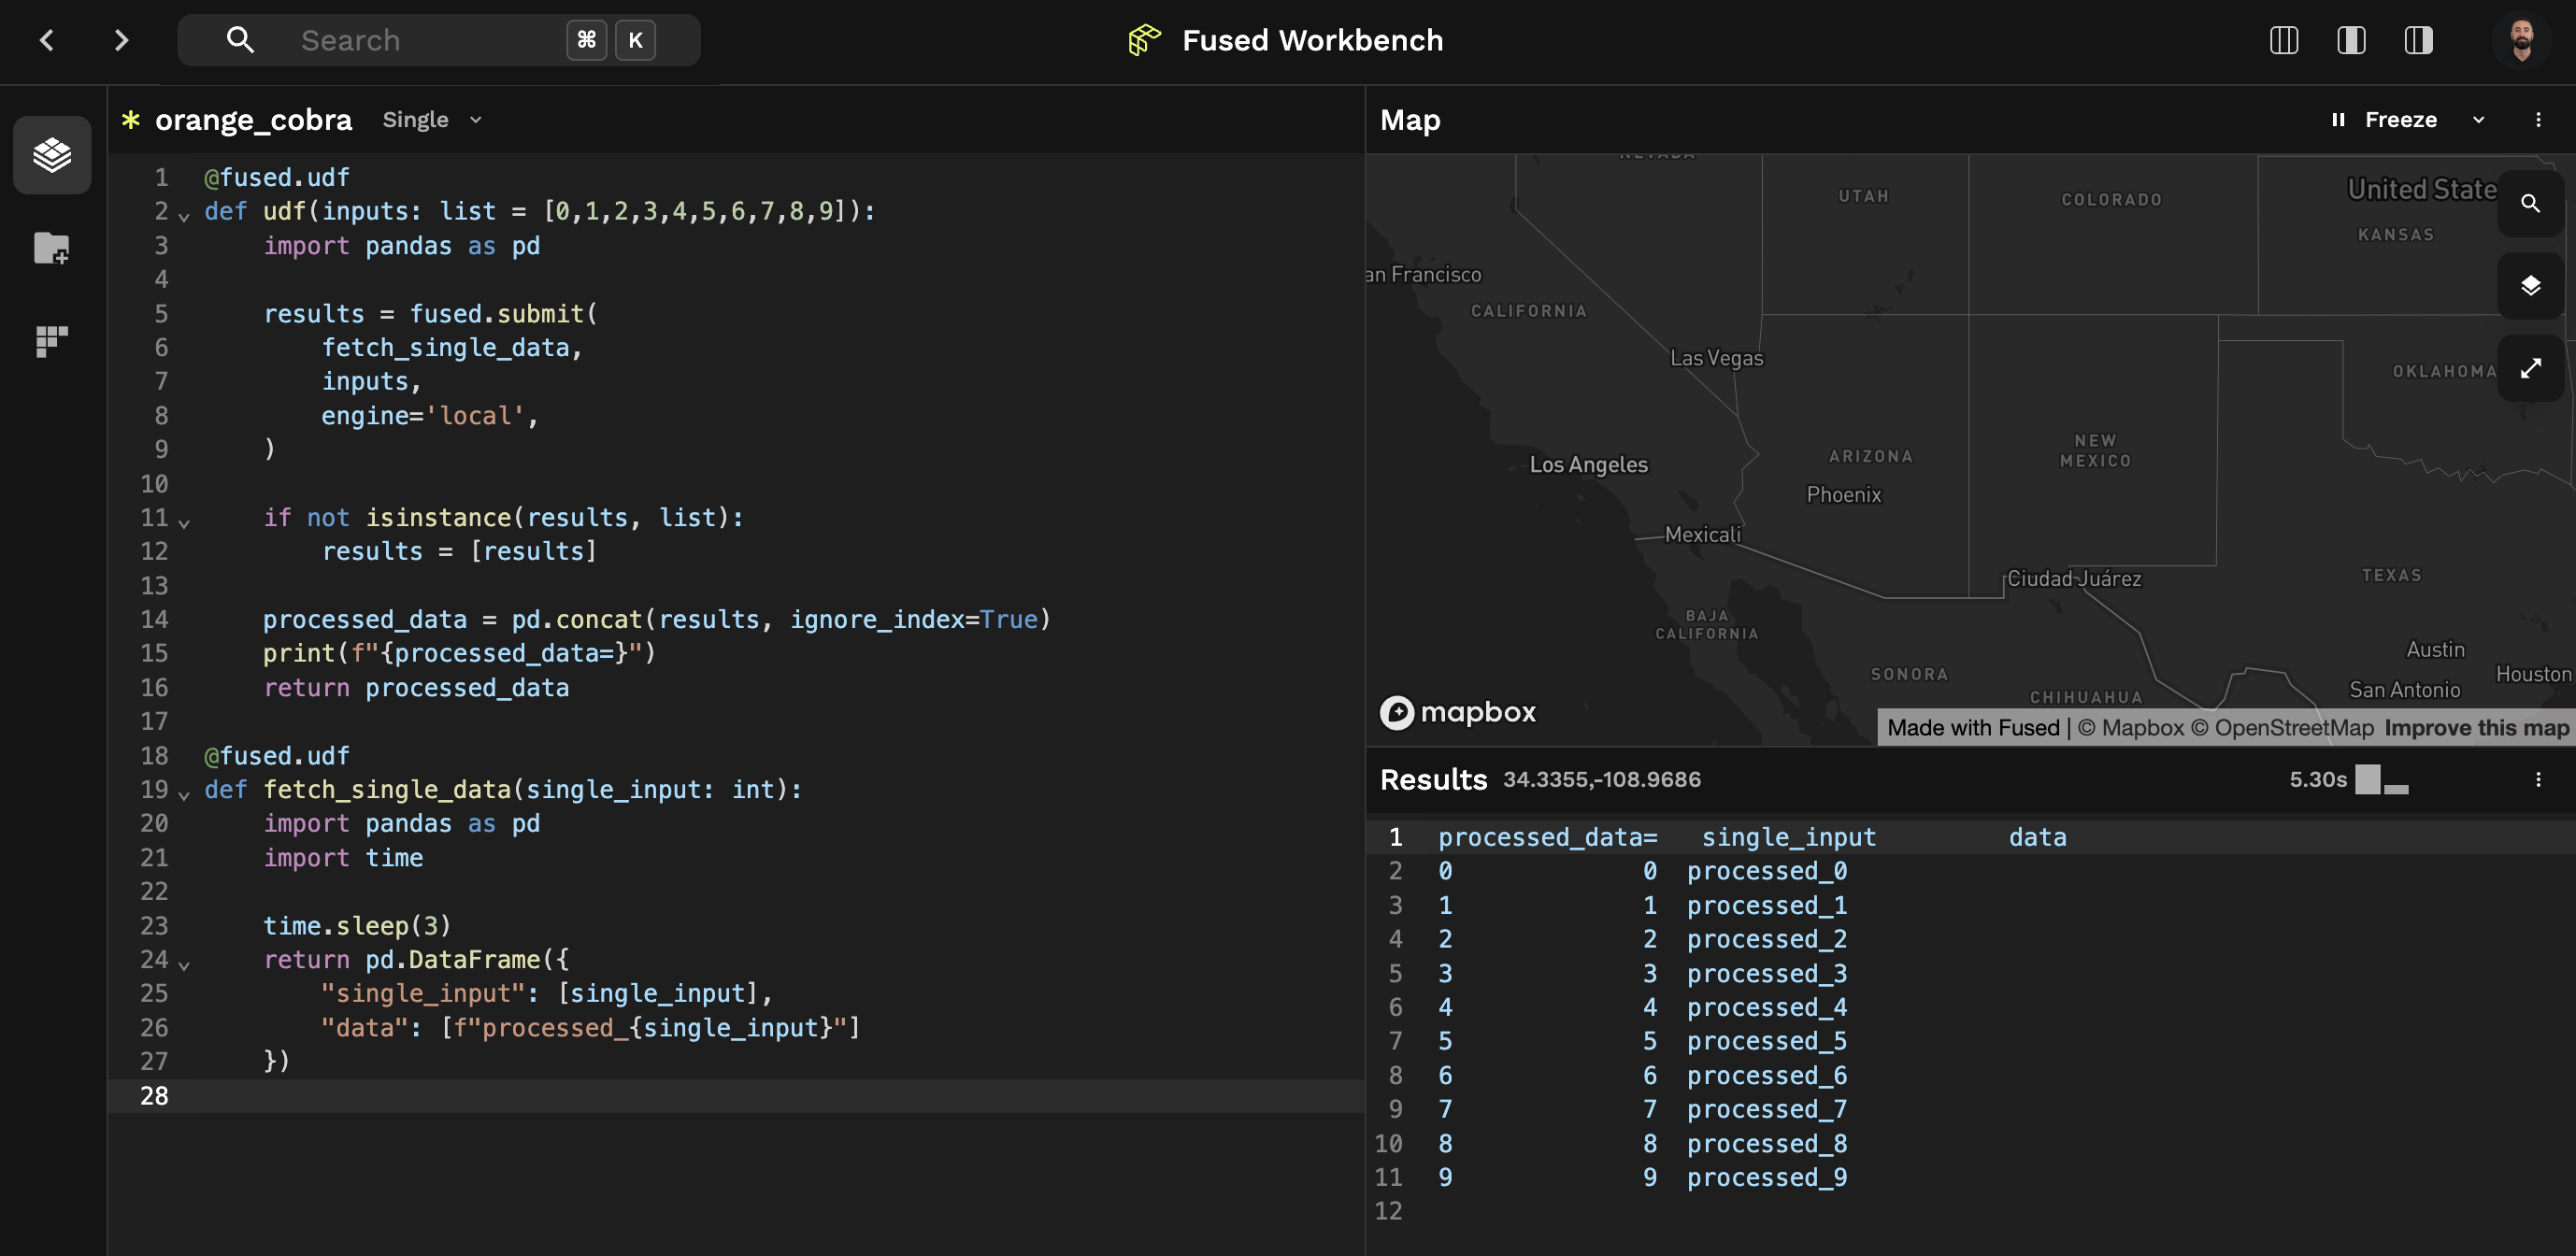 Search ⌘ K
Fused Workbench
* orange_cobra Single
1 @fused.udf
2 def udf(inputs: list = [0,1,2,3,4,5,6,7,8,9]):
3     import pandas as pd
4
5     results = fused.submit(
6         fetch_single_data,
7         inputs,
8         engine='local',
9     )
10
11     if not isinstance(results, list):
12         results = [results]
13
14     processed_data = pd.concat(results, ignore_index=True)
15     print(f"{processed_data=}")
16     return processed_data
17
18 @fused.udf
19 def fetch_single_data(single_input: int):
20     import pandas as pd
21     import time
22
23     time.sleep(3)
24     return pd.DataFrame({
25         "single_input": [single_input],
26         "data": [f"processed_{single_input}"]
27     })
28
Map
Freeze
NEVADA
UTAH
COLORADO
United State
KANSAS
an Francisco
CALIFORNIA
Las Vegas
OKLAHOMA
Los Angeles
ARIZONA
NEW
MEXICO
Phoenix
Mexicali
Ciudad Juárez
TEXAS
BAJA
CALIFORNIA
Austin
SONORA
Houston
CHIHUAHUA
San Antonio
mapbox
Made with Fused | © Mapbox © OpenStreetMap Improve this map
Results 34.3355,-108.9686
5.30s
1 processed_data=   single_input         data
2 0             0  processed_0
3 1             1  processed_1
4 2             2  processed_2
5 3             3  processed_3
6 4             4  processed_4
7 5             5  processed_5
8 6             6  processed_6
9 7             7  processed_7
10 8             8  processed_8
11 9             9  processed_9
12